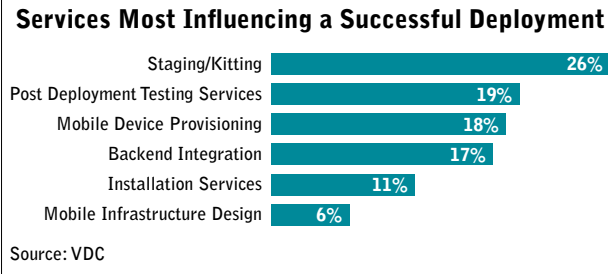 Services Most Influencing a Successful Deployment
Staging/Kitting 26%
Post Deployment Testing Services 19%
Mobile Device Provisioning 18%
Backend Integration 17%
Installation Services 11%
Mobile Infrastructure Design 6%
Source: VDC